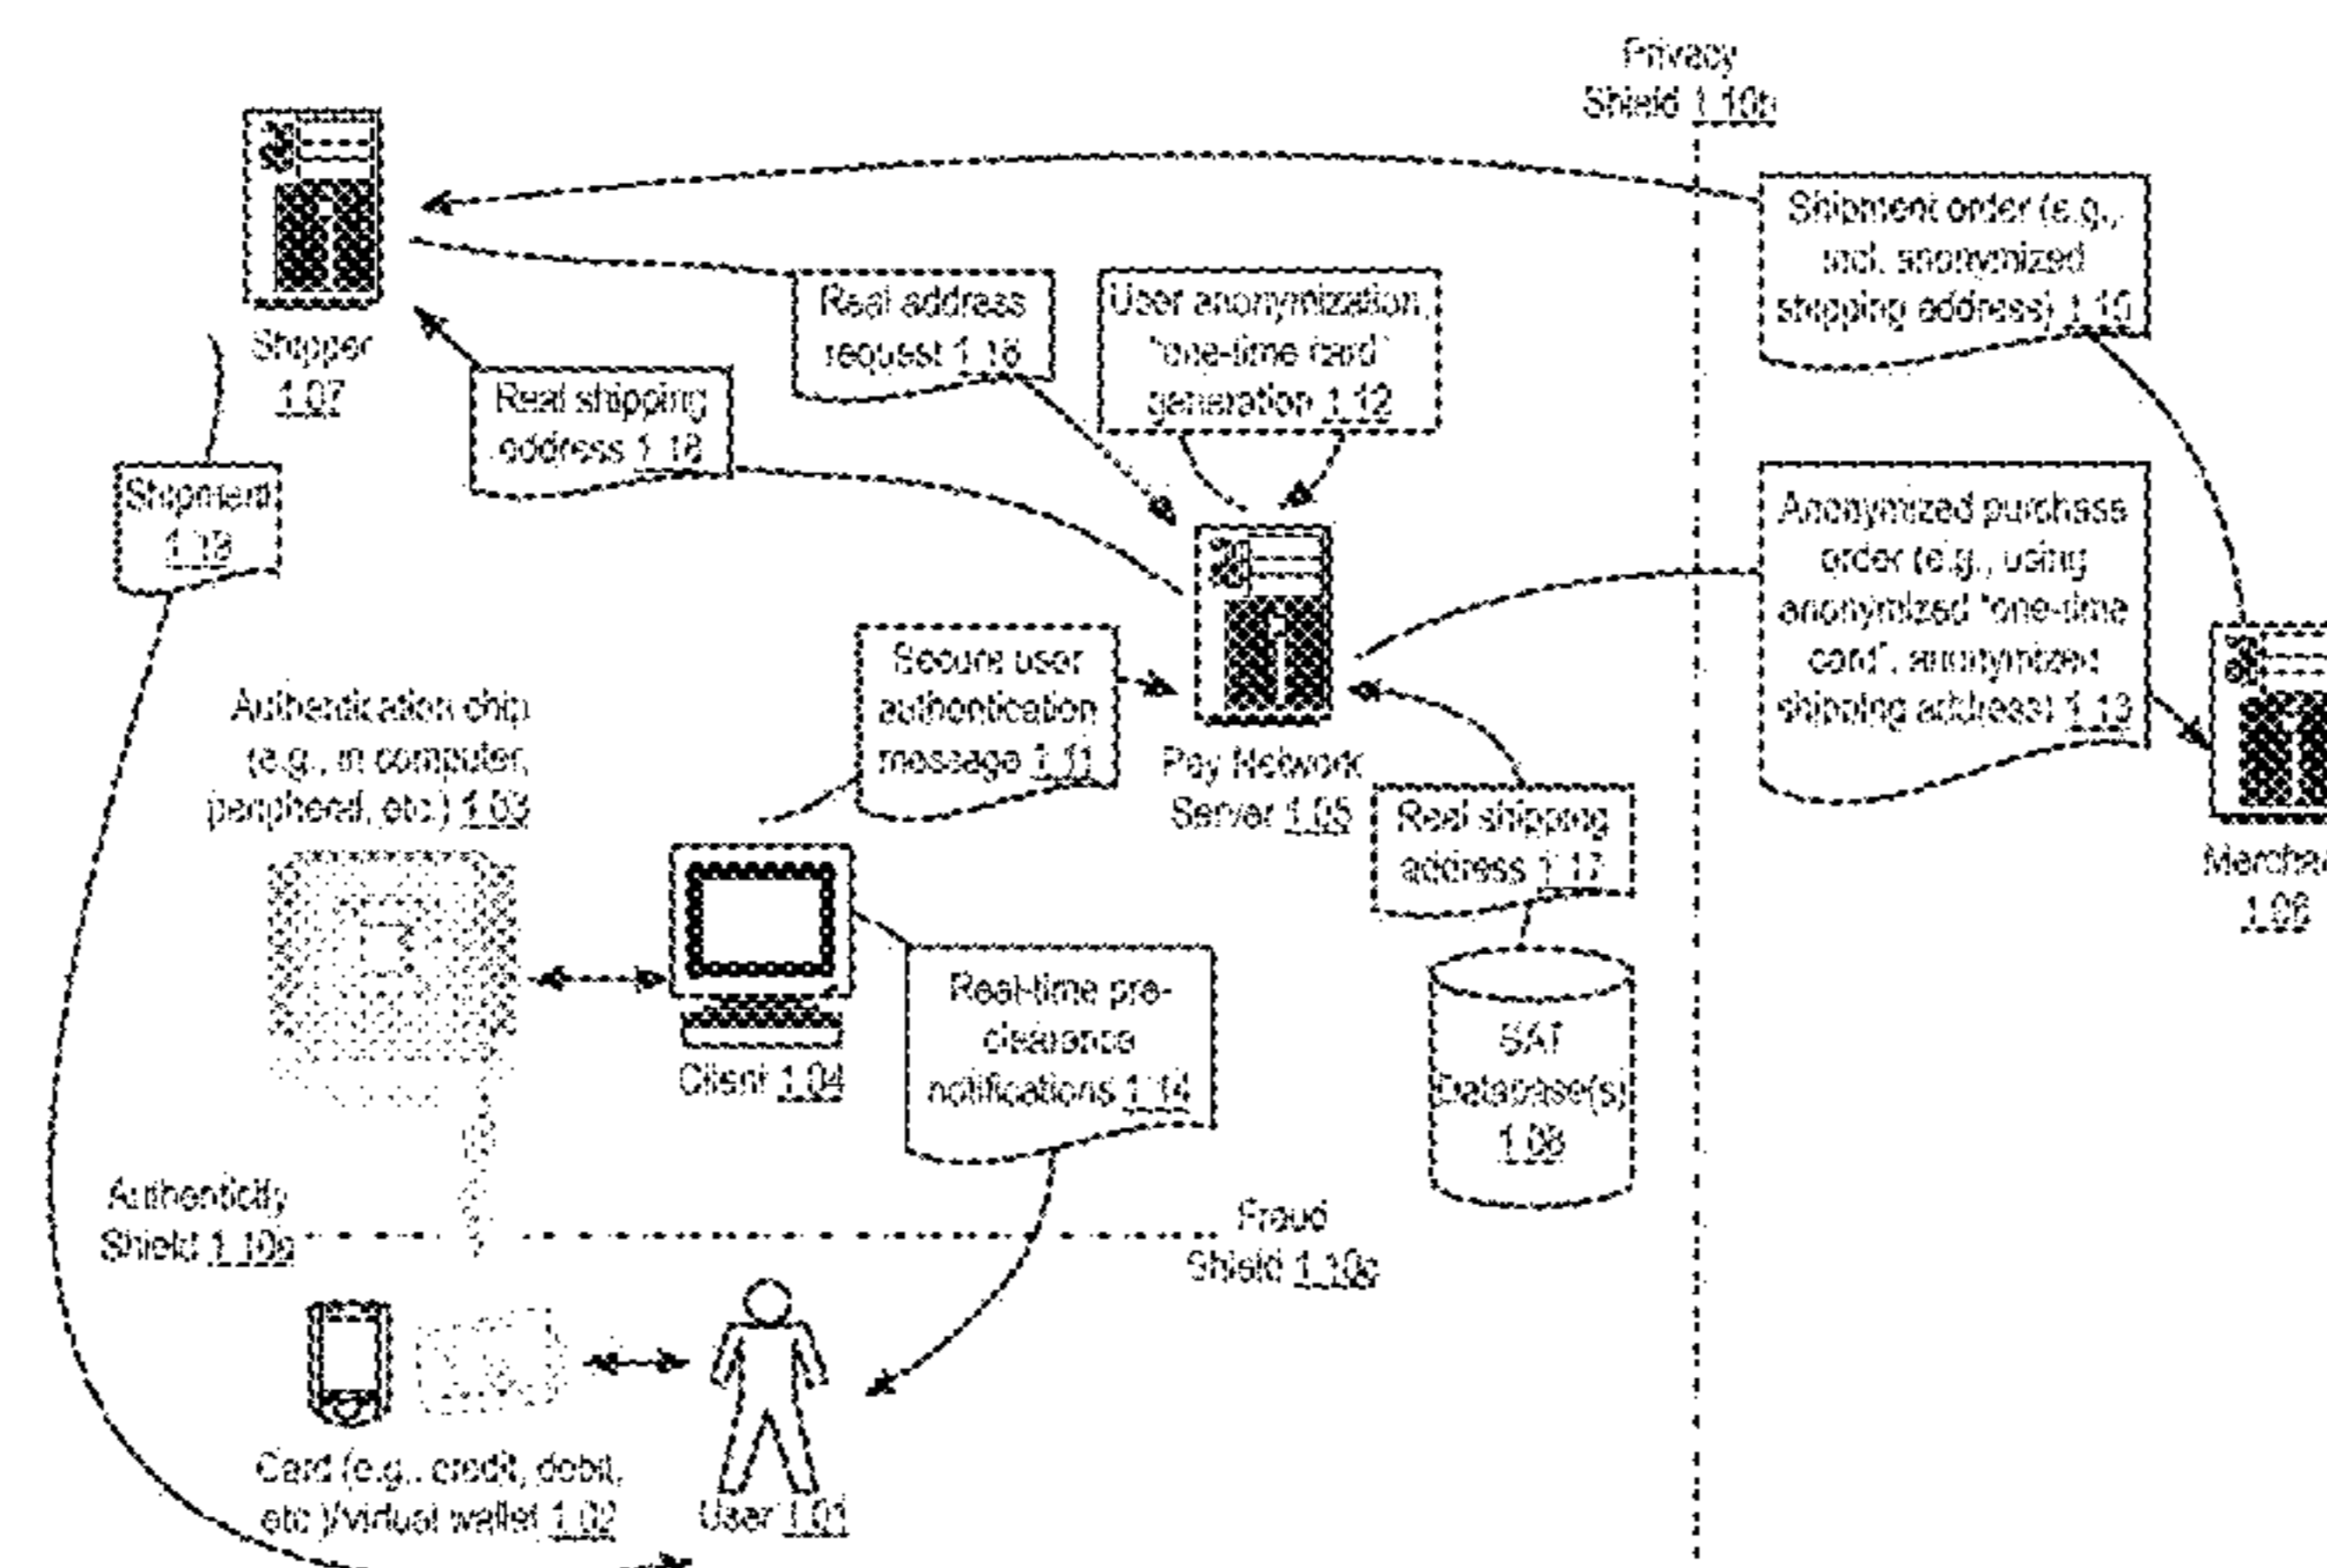 Privacy
Shield 1.10b
Shipment order (e.g.,
incl. anonymized
shipping address) 1.15
Real address
request 1.16
User anonymization,
"one-time card"
generation 1.12
Shipper
1.07
Real shipping
address 1.18
Shipment
1.19
Anonymized purchase
order (e.g., using
anonymized "one-time
card", anonymized
shipping address) 1.13
Secure user
authentication
message 1.11
Authentication chip
(e.g., in computer,
peripheral, etc.) 1.03
Pay Network
Server 1.05
Real shipping
address 1.17
1.06
Client 1.04
Real-time pre-
clearance
notifications 1.14
Database(s)
1.08
Authenticity
Shield 1.10a
Fraud
Shield 1.10c
Card (e.g., credit, debit,
etc.)/virtual wallet 1.02
User 1.01